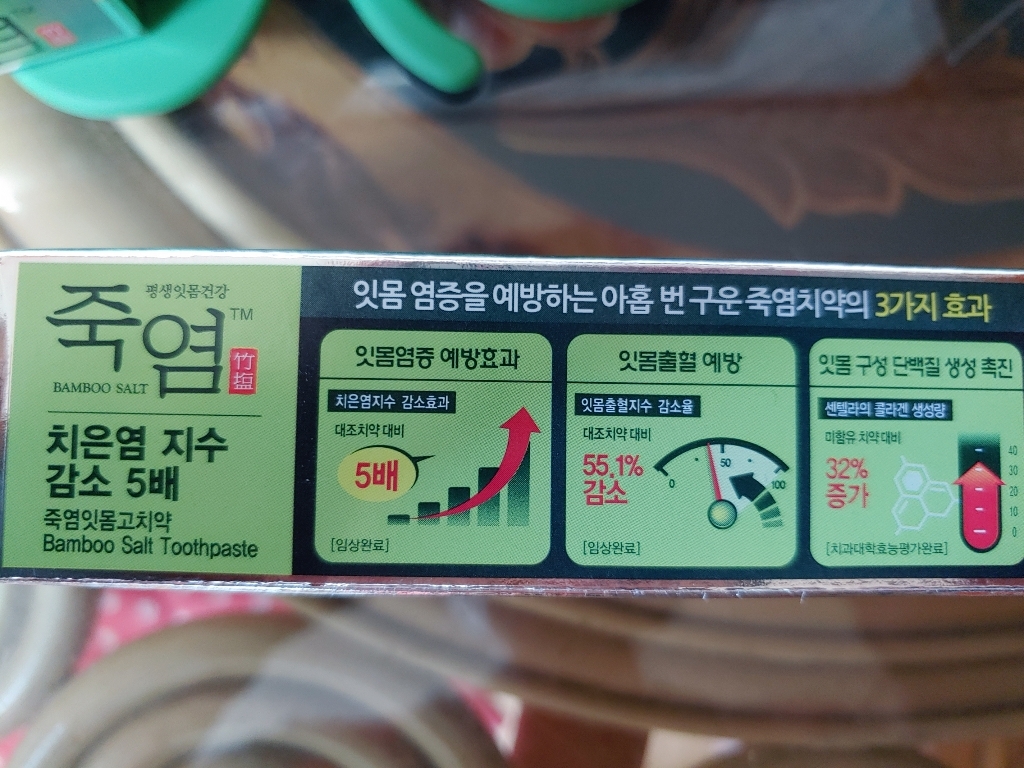 평생잇몸건강
죽염™
竹塩
BAMBOO SALT
치은염 지수
감소 5배
죽염잇몸고치약
Bamboo Salt Toothpaste
잇몸 염증을 예방하는 아홉 번 구운 죽염치약의 3가지 효과
잇몸염증 예방효과
치은염지수 감소효과
대조치약 대비
5배
[임상완료]
잇몸출혈 예방
잇몸출혈지수 감소율
대조치약 대비
55.1%
감소
0 50 100
[임상완료]
잇몸 구성 단백질 생성 촉진
센텔라의 콜라겐 생성량
미함유 치약 대비
32%
증가
40
30
20
10
0
[치과대학효능평가완료]